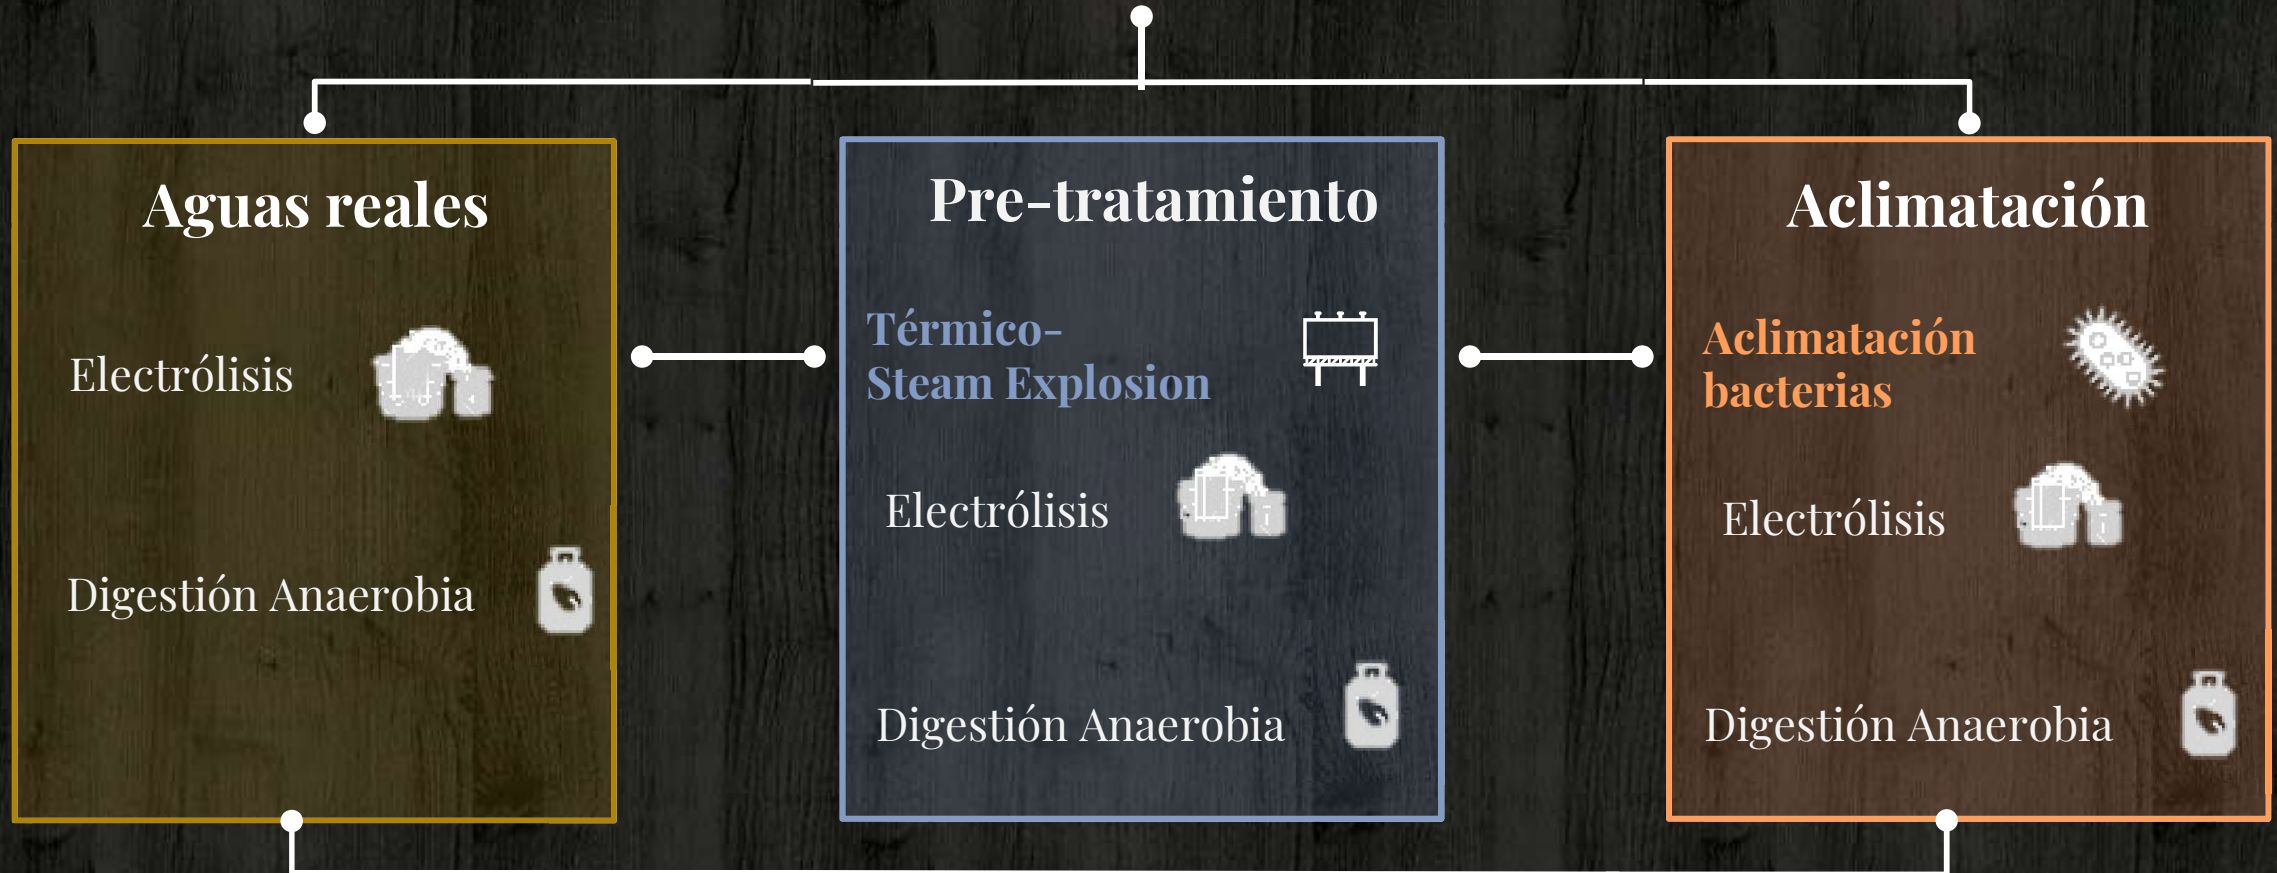 Aguas reales
Electrólisis
Digestión Anaerobia
Pre-tratamiento
Térmico-
Steam Explosion
Electrólisis
Digestión Anaerobia
Aclimatación
Aclimatación
bacterias
Electrólisis
Digestión Anaerobia